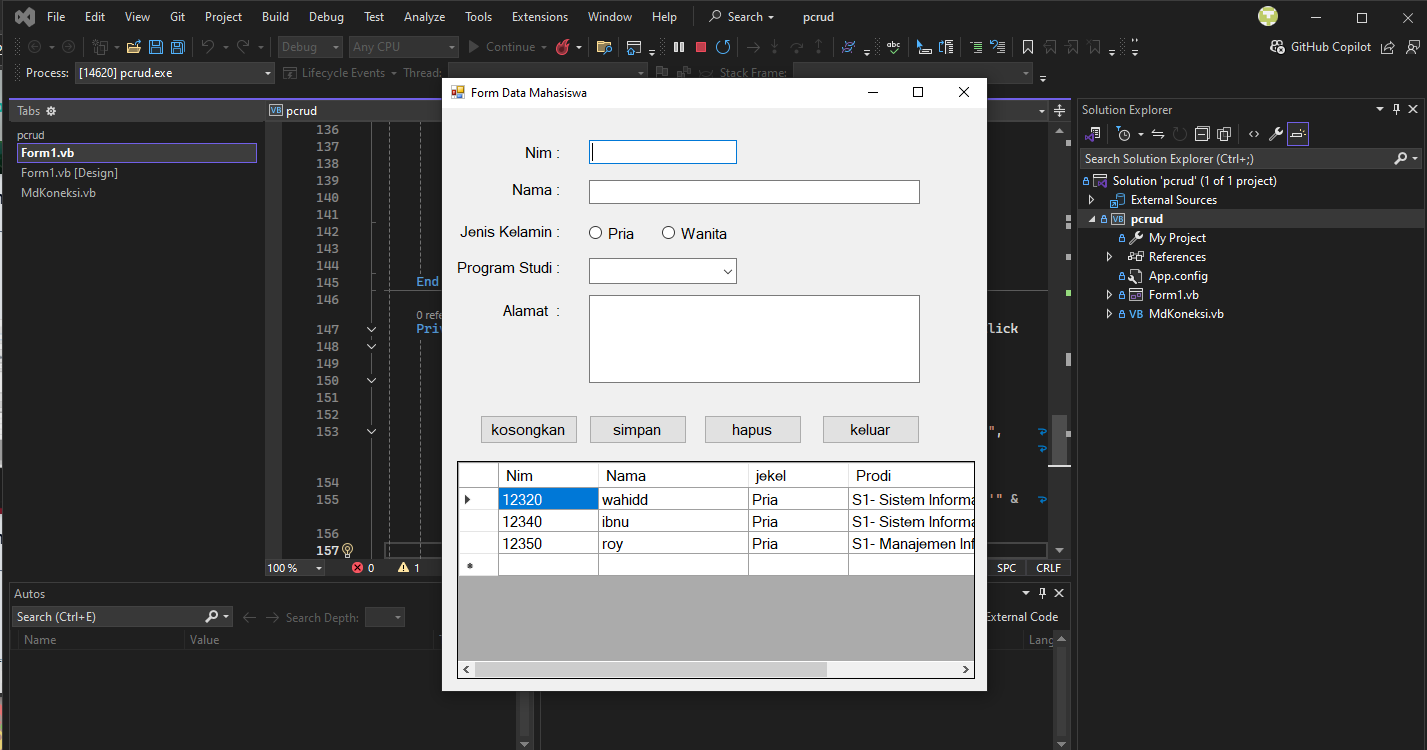 File Edit View Git Project Build Debug Test Analyze Tools Extensions Window Help Search pcrud
Debug Any CPU Continue GitHub Copilot
Process: [14620] pcrud.exe Lifecycle Events Thread: Stack Frame:
Tabs
pcrud
Form1.vb
Form1.vb [Design]
MdKoneksi.vb
VB pcrud
136
137
138
139
140
141
142
143
144
145 End
146
0 refe
147 Priv lick
148
149
150
151
152
153 ",
154
155 '" &
156
157
100 % 0 1 SPC CRLF
Form Data Mahasiswa
Nim :
Nama :
Jenis Kelamin : Pria Wanita
Program Studi :
Alamat :
kosongkan simpan hapus keluar
Nim Nama jekel Prodi
12320 wahidd Pria S1- Sistem Informa
12340 ibnu Pria S1- Sistem Informa
12350 roy Pria S1- Manajemen Inf
Solution Explorer
Search Solution Explorer (Ctrl+;)
Solution 'pcrud' (1 of 1 project)
External Sources
VB pcrud
My Project
References
App.config
Form1.vb
VB MdKoneksi.vb
Autos
Search (Ctrl+E) Search Depth:
Name Value
External Code
Lang